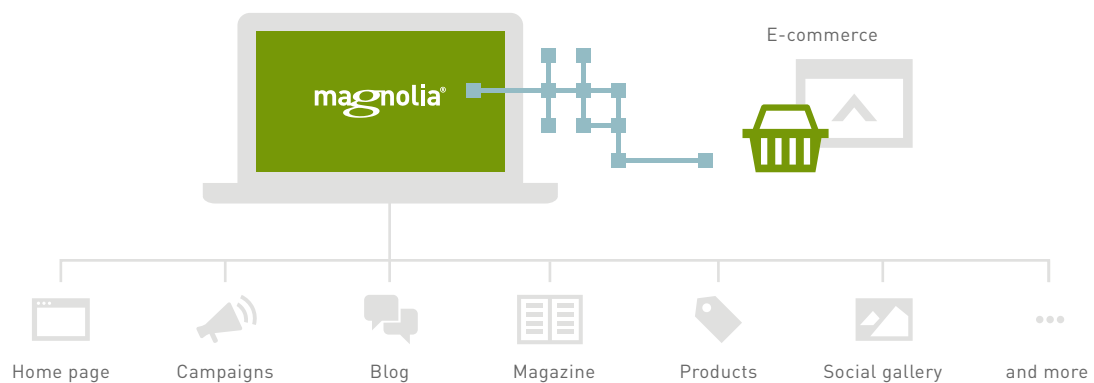 E-commerce
magnolia®
Home page
Campaigns
Blog
Magazine
Products
Social gallery
and more